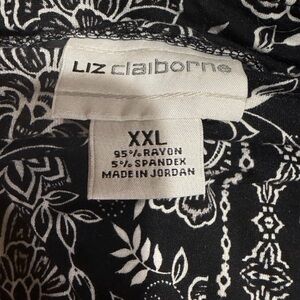 LIZ claiborne
XXL
95% RAYON
5% SPANDEX
MADE IN JORDAN